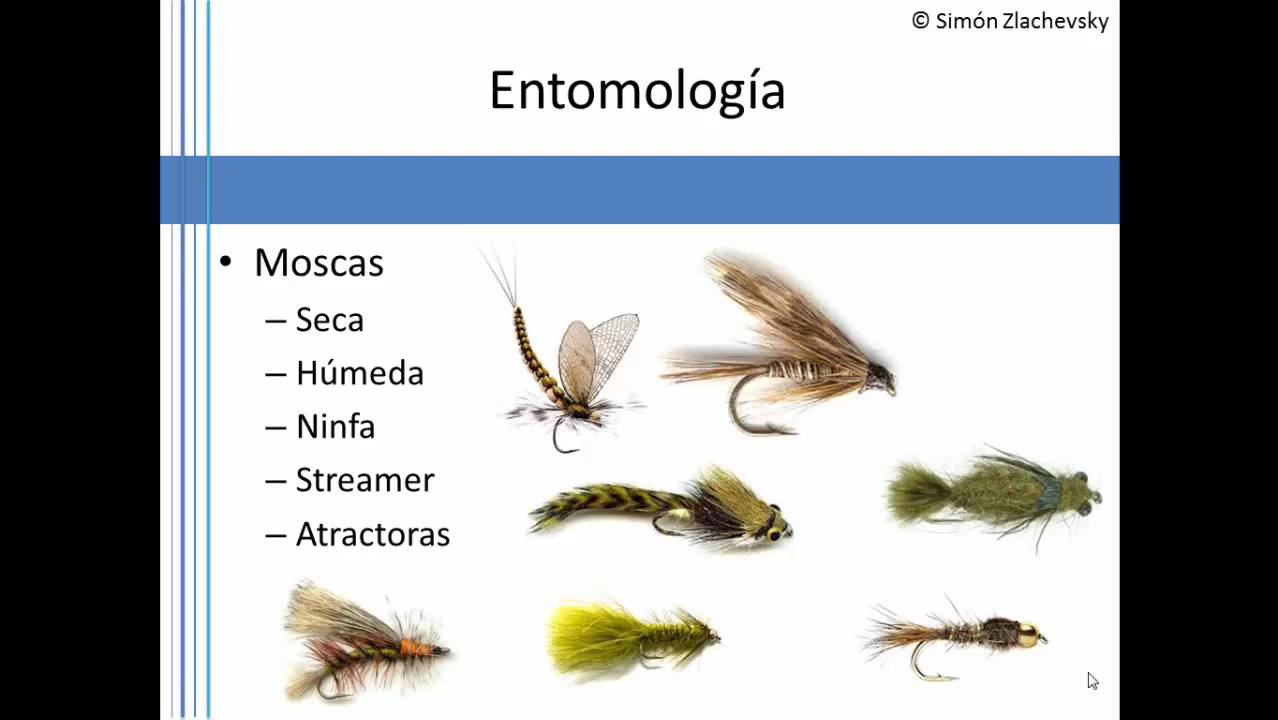 © Simón Zlachevsky
Entomología
• Moscas
– Seca
– Húmeda
– Ninfa
– Streamer
– Atractoras